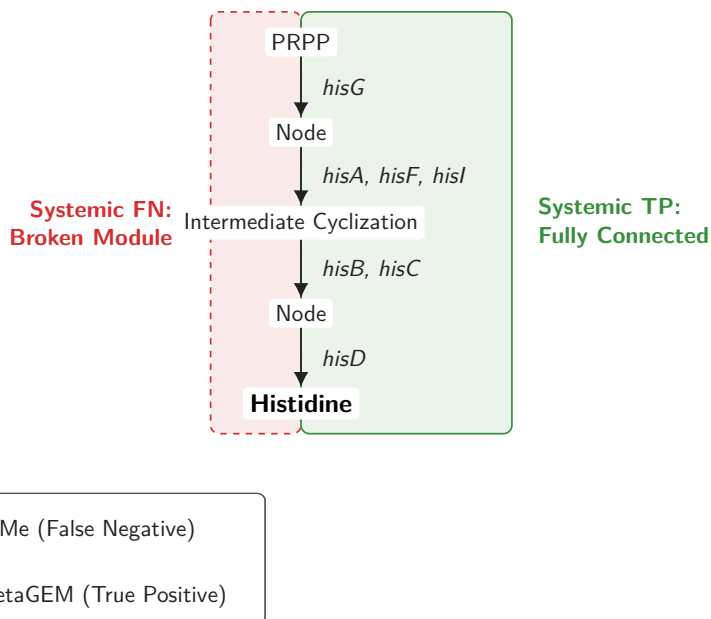 PRPP
hisG
Node
hisA, hisF, hisI
Systemic FN:
Broken Module
Intermediate Cyclization
Systemic TP:
Fully Connected
hisB, hisC
Node
hisD
Histidine
Me (False Negative)
etaGEM (True Positive)